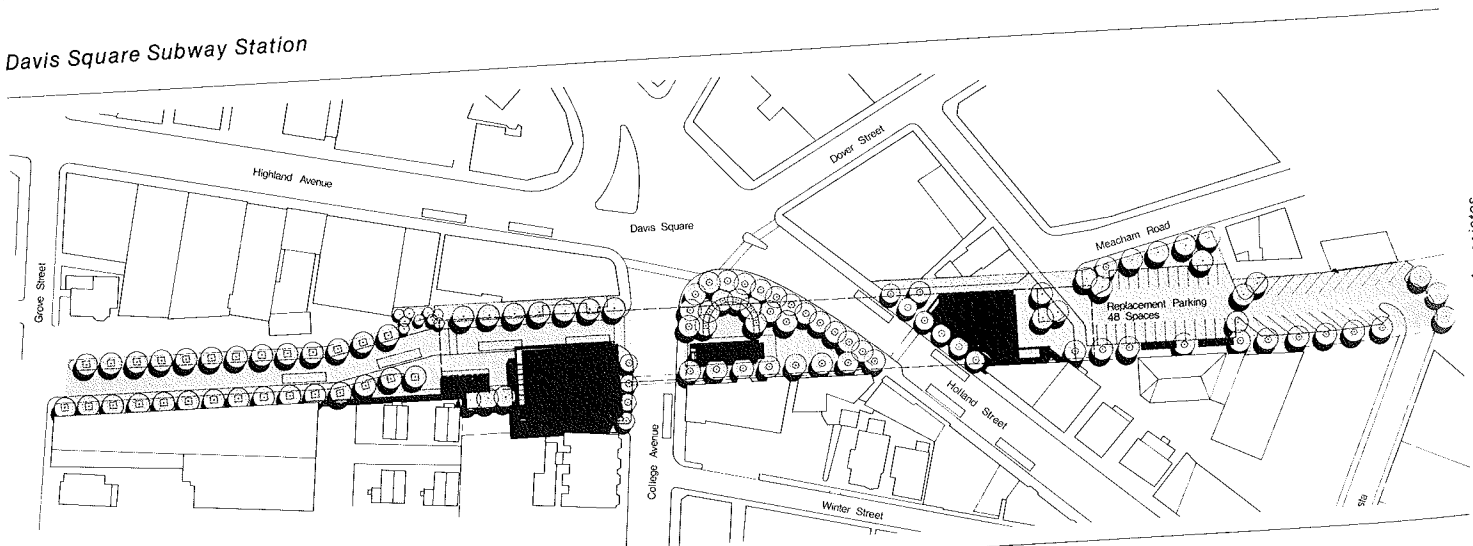 Davis Square Subway Station
Highland Avenue
Davis Square
Dover Street
Meacham Road
Grove Street
Replacement Parking
48 Spaces
Holland Street
College Avenue
Winter Street